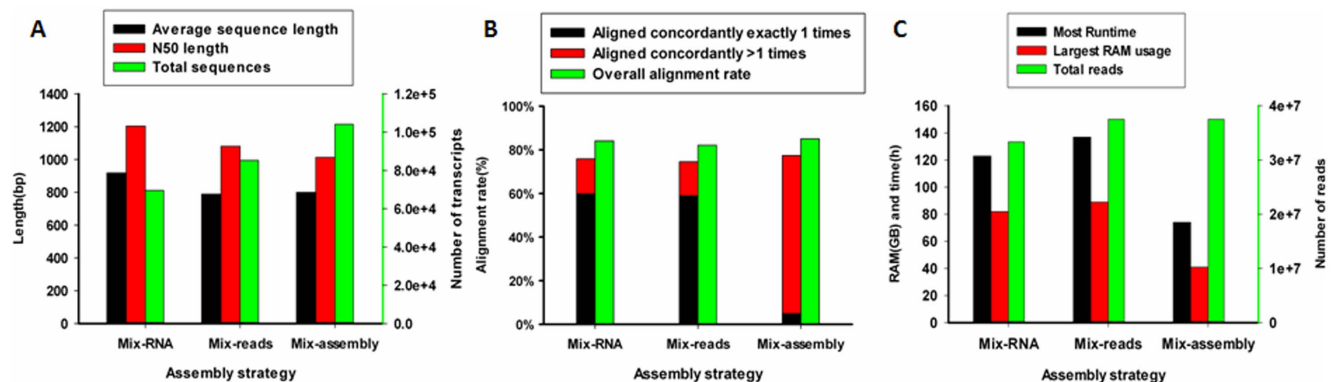 A
Average sequence length
N50 length
Total sequences
1400
1200
1000
800
600
400
200
0
Length(bp)
1.2e+5
1.0e+5
8.0e+4
6.0e+4
4.0e+4
2.0e+4
0.0
Number of transcripts
Mix-RNA Mix-reads Mix-assembly
Assembly strategy
B
Aligned concordantly exactly 1 times
Aligned concordantly >1 times
Overall alignment rate
100%
80%
60%
40%
20%
0%
Alignment rate(%)
Mix-RNA Mix-reads Mix-assembly
Assembly strategy
C
Most Runtime
Largest RAM usage
Total reads
160
140
120
100
80
60
40
20
0
RAM(GB) and time(h)
4e+7
3e+7
2e+7
1e+7
0
Number of reads
Mix-RNA Mix-reads Mix-assembly
Assembly strategy